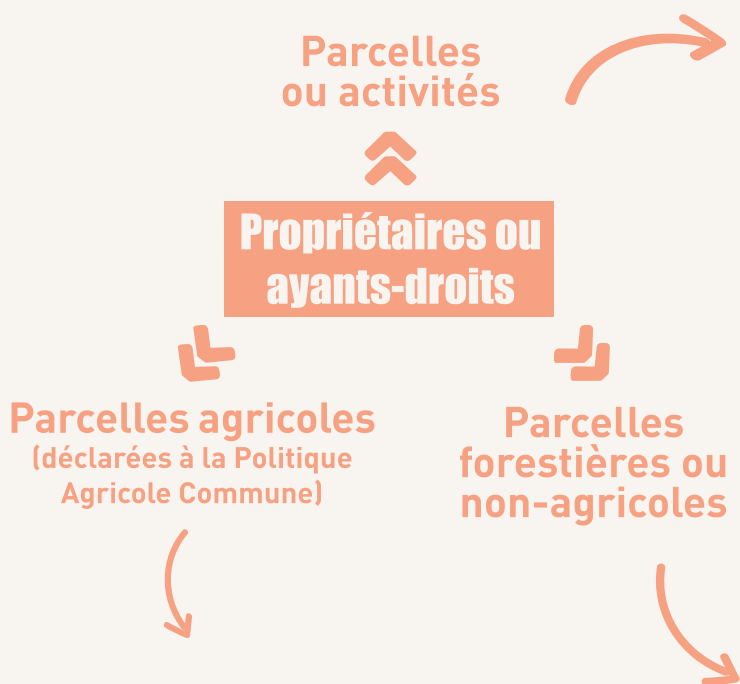 Parcelles
ou activités
Propriétaires ou
ayants-droits
Parcelles agricoles
(déclarées à la Politique
Agricole Commune)
Parcelles
forestières ou
non-agricoles